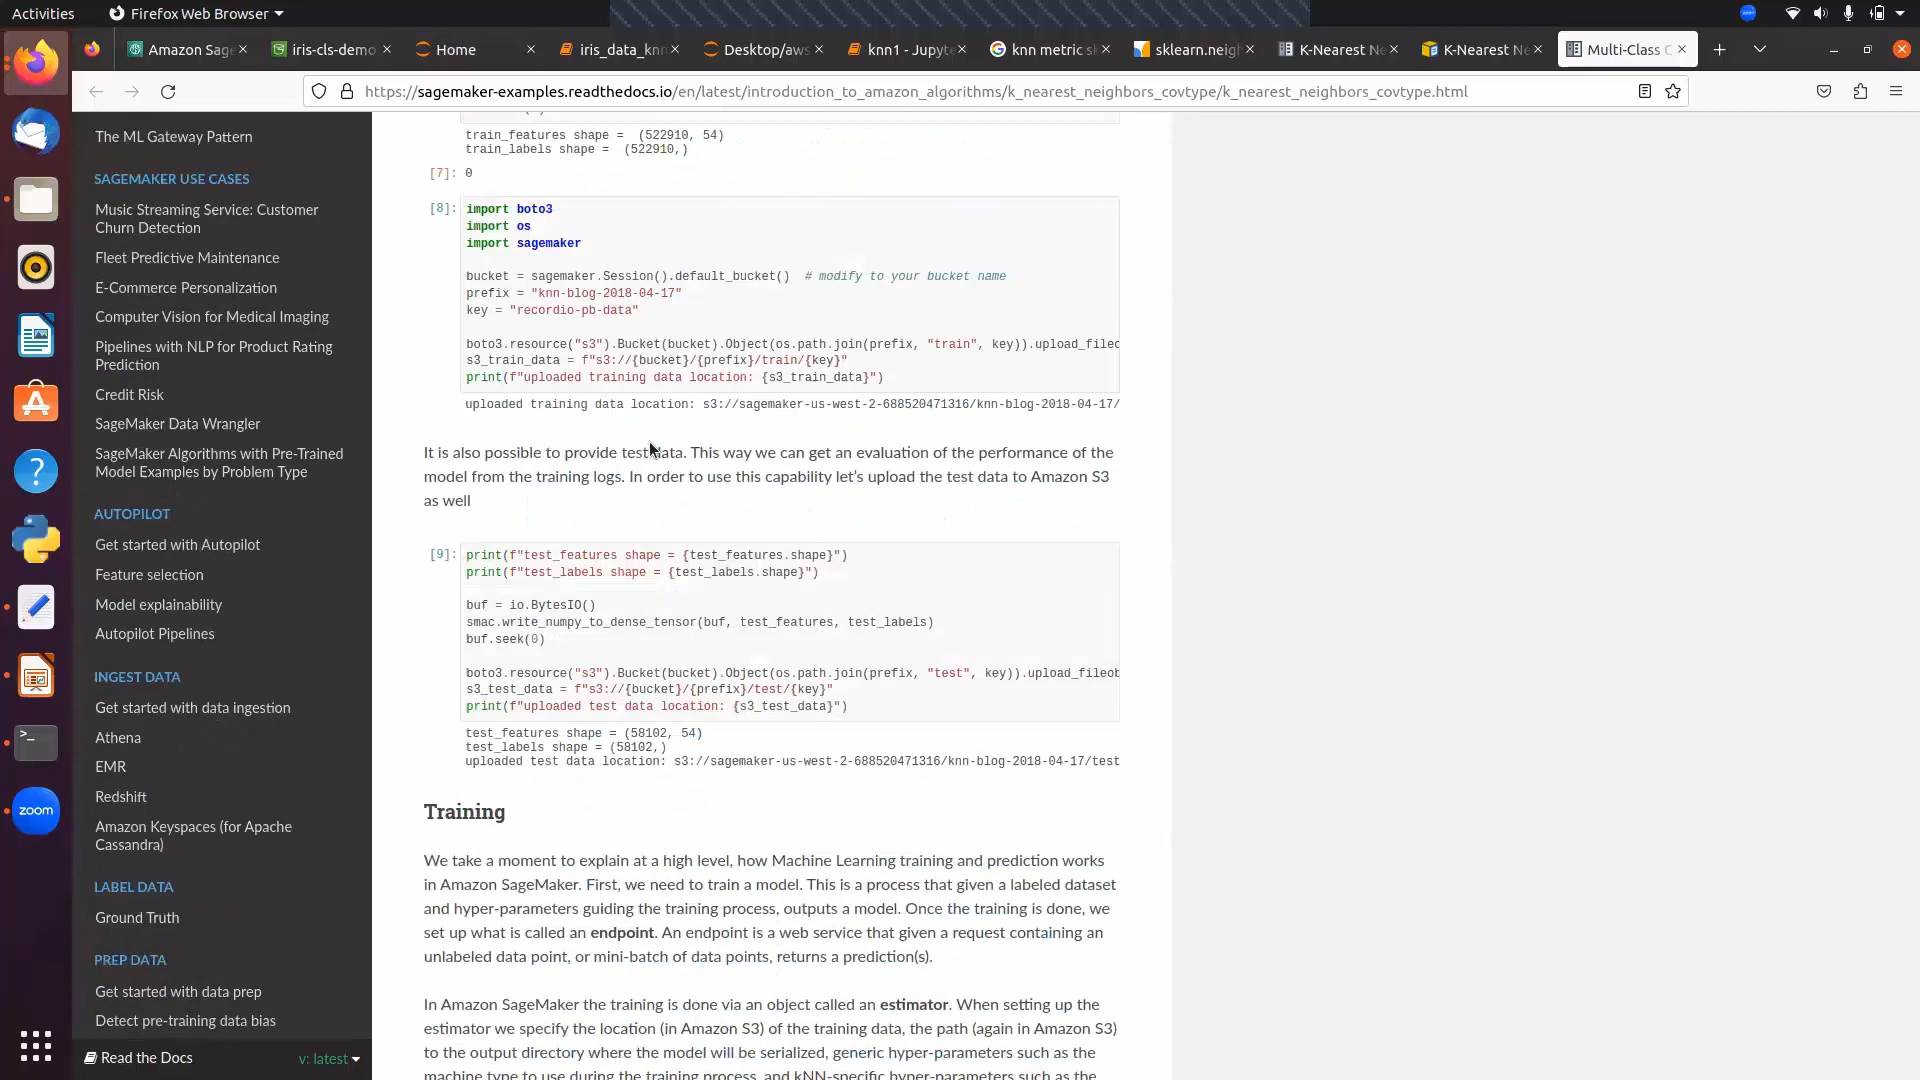 Activities
Firefox Web Browser
Amazon Sag
iris-cls-demo
Home
iris_data_knn
Desktop/aws
knn1 - Jupyte
knn metric sk
sklearn.neigh
K-Nearest Ne
K-Nearest Ne
Multi-Class C
https://sagemaker-examples.readthedocs.io/en/latest/introduction_to_amazon_algorithms/k_nearest_neighbors_covtype/k_nearest_neighbors_covtype.html
The ML Gateway Pattern
SAGEMAKER USE CASES
Music Streaming Service: Customer
Churn Detection
Fleet Predictive Maintenance
E-Commerce Personalization
Computer Vision for Medical Imaging
Pipelines with NLP for Product Rating
Prediction
Credit Risk
SageMaker Data Wrangler
SageMaker Algorithms with Pre-Trained
Model Examples by Problem Type
AUTOPILOT
Get started with Autopilot
Feature selection
Model explainability
Autopilot Pipelines
INGEST DATA
Get started with data ingestion
Athena
EMR
Redshift
Amazon Keyspaces (for Apache
Cassandra)
LABEL DATA
Ground Truth
PREP DATA
Get started with data prep
Detect pre-training data bias
Read the Docs
v: latest
zoom
train_features shape =  (522910, 54)
train_labels shape =  (522910,)
[7]: 0
[8]: import boto3
import os
import sagemaker
bucket = sagemaker.Session().default_bucket()  # modify to your bucket name
prefix = "knn-blog-2018-04-17"
key = "recordio-pb-data"
boto3.resource("s3").Bucket(bucket).Object(os.path.join(prefix, "train", key)).upload_fileo
s3_train_data = f"s3://{bucket}/{prefix}/train/{key}"
print(f"uploaded training data location: {s3_train_data}")
uploaded training data location: s3://sagemaker-us-west-2-688520471316/knn-blog-2018-04-17/
It is also possible to provide test data. This way we can get an evaluation of the performance of the
model from the training logs. In order to use this capability let's upload the test data to Amazon S3
as well
[9]: print(f"test_features shape = {test_features.shape}")
print(f"test_labels shape = {test_labels.shape}")
buf = io.BytesIO()
smac.write_numpy_to_dense_tensor(buf, test_features, test_labels)
buf.seek(0)
boto3.resource("s3").Bucket(bucket).Object(os.path.join(prefix, "test", key)).upload_fileob
s3_test_data = f"s3://{bucket}/{prefix}/test/{key}"
print(f"uploaded test data location: {s3_test_data}")
test_features shape = (58102, 54)
test_labels shape = (58102,)
uploaded test data location: s3://sagemaker-us-west-2-688520471316/knn-blog-2018-04-17/test
Training
We take a moment to explain at a high level, how Machine Learning training and prediction works
in Amazon SageMaker. First, we need to train a model. This is a process that given a labeled dataset
and hyper-parameters guiding the training process, outputs a model. Once the training is done, we
set up what is called an endpoint. An endpoint is a web service that given a request containing an
unlabeled data point, or mini-batch of data points, returns a prediction(s).
In Amazon SageMaker the training is done via an object called an estimator. When setting up the
estimator we specify the location (in Amazon S3) of the training data, the path (again in Amazon S3)
to the output directory where the model will be serialized, generic hyper-parameters such as the
machine type to use during the training process, and kNN-specific hyper-parameters such as the